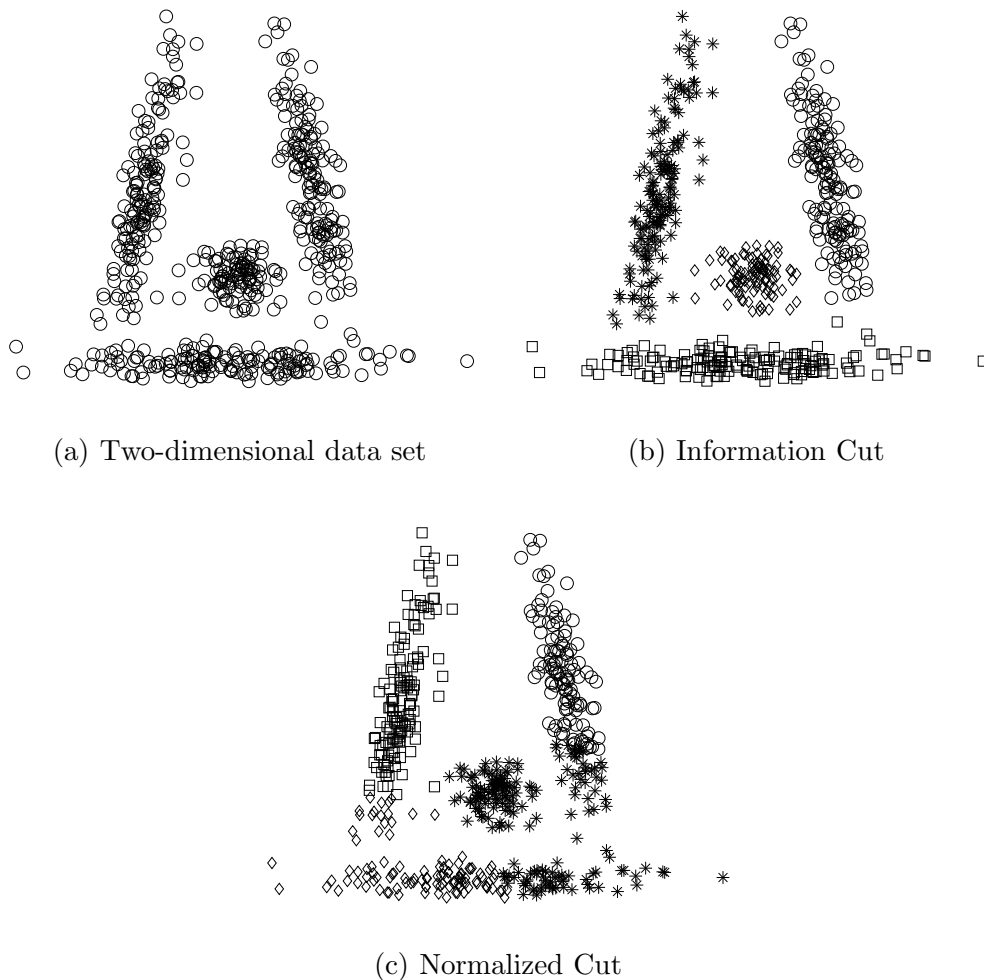 (a) Two-dimensional data set
(b) Information Cut
(c) Normalized Cut